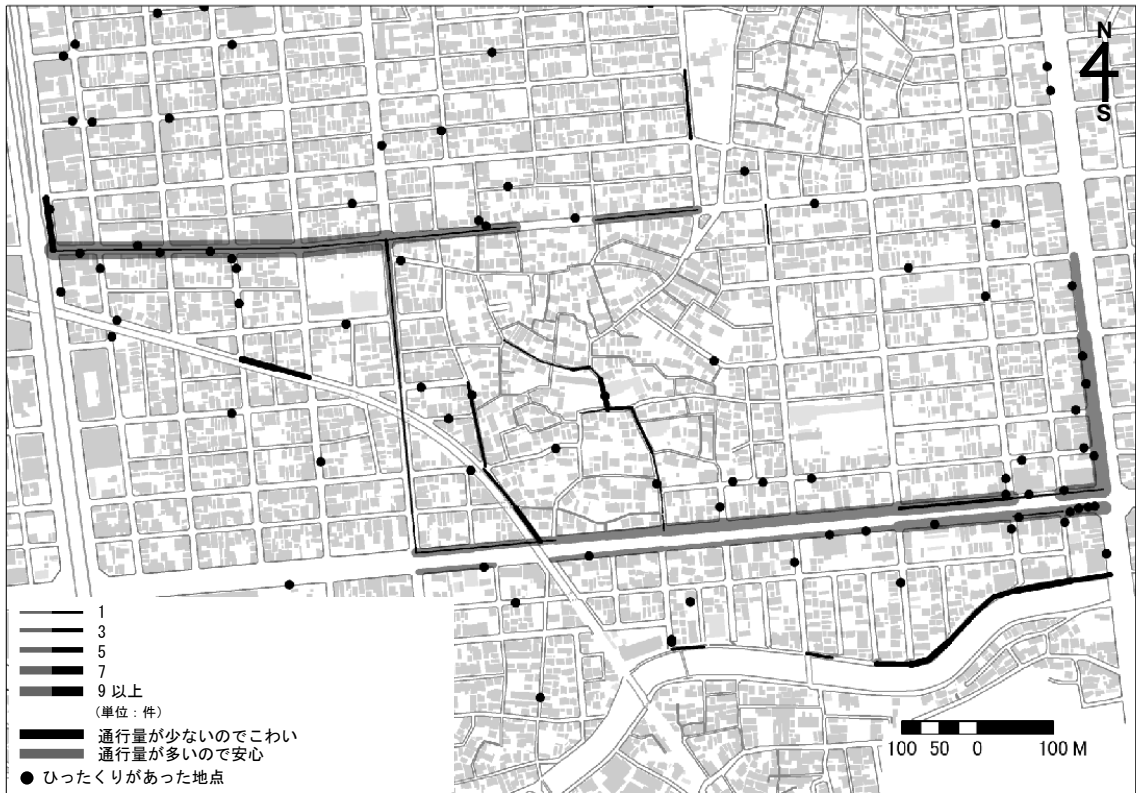 N
S
1
3
5
7
9 以上
(単位:件)
通行量が少ないのでこわい
通行量が多いので安心
ひったくりがあった地点
100 50 0 100 M